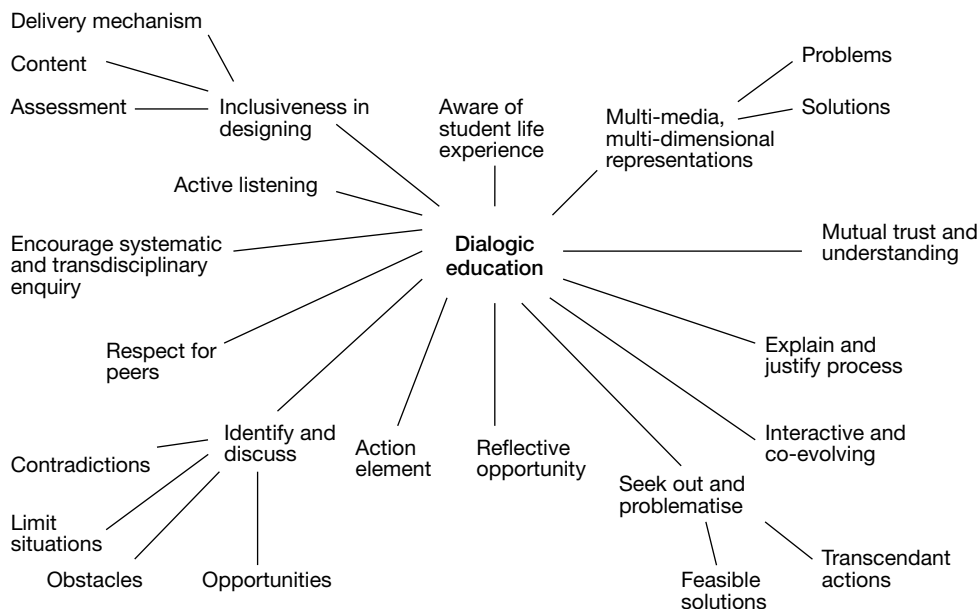 Delivery mechanism
Content
Assessment
Inclusiveness in
designing
Aware of
student life
experience
Multi-media,
multi-dimensional
representations
Problems
Solutions
Active listening
Encourage systematic
and transdisciplinary
enquiry
Dialogic
education
Mutual trust and
understanding
Respect for
peers
Explain and
justify process
Identify and
discuss
Action
element
Reflective
opportunity
Interactive and
co-evolving
Contradictions
Limit
situations
Obstacles
Opportunities
Seek out and
problematise
Feasible
solutions
Transcendant
actions